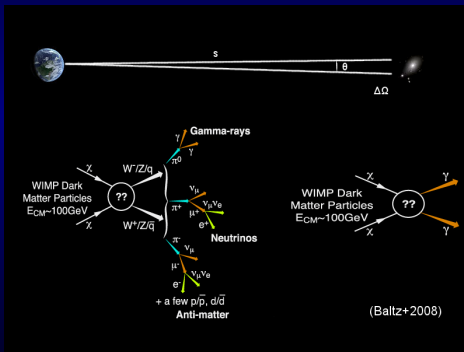 s
θ
ΔΩ
Gamma-rays
γ
γ
π⁰
χ
W⁻/Z/q
WIMP Dark
Matter Particles
E_CM~100GeV
??
χ
W⁺/Z/q̄
π⁺
ν_μ
μ⁺
ν_μν_e
e⁺
Neutrinos
π⁻
ν_μ
μ⁻
ν_μν_e
e⁻
+ a few p/p̄, d/d̄
Anti-matter
χ
WIMP Dark
Matter Particles
E_CM~100GeV
??
χ
γ
γ
(Baltz+2008)